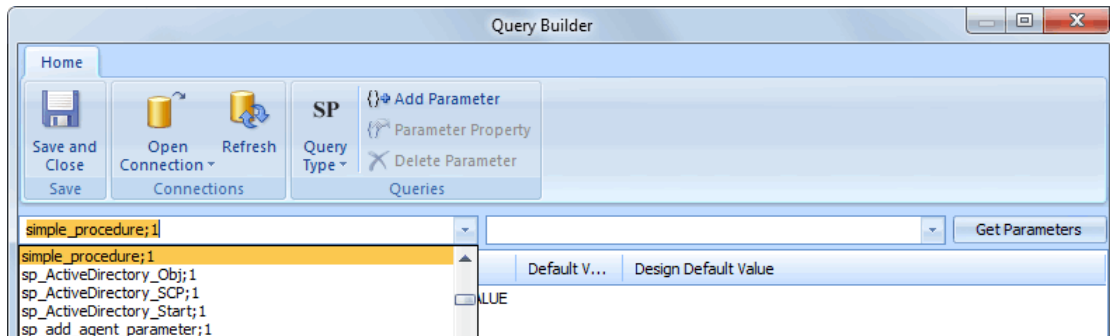 Query Builder
Home
Save and Close
Open Connection
Refresh
SP
Query Type
Add Parameter
Parameter Property
Delete Parameter
Save
Connections
Queries
simple_procedure;1
Get Parameters
simple_procedure;1
sp_ActiveDirectory_Obj;1
sp_ActiveDirectory_SCP;1
sp_ActiveDirectory_Start;1
sp_add_agent_parameter;1
Default V...
Design Default Value
ALUE